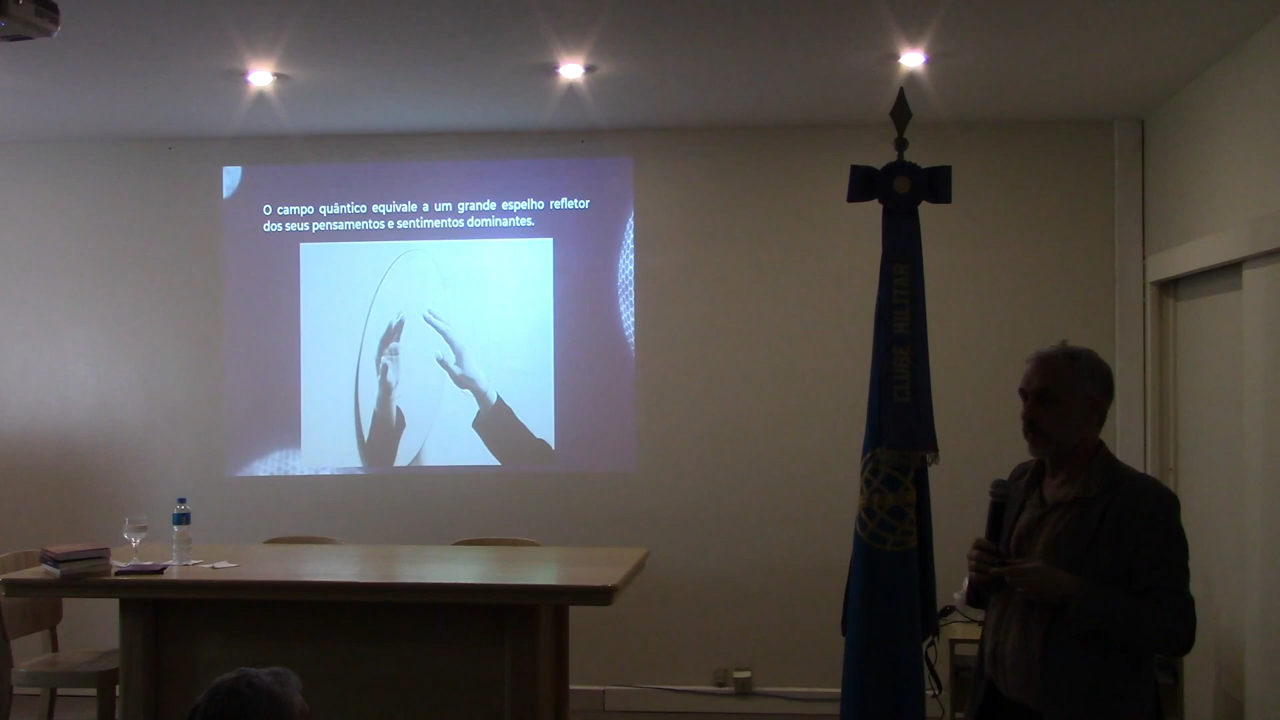 O campo quântico equivale a um grande espelho refletor
dos seus pensamentos e sentimentos dominantes.
CLUBE MILITAR